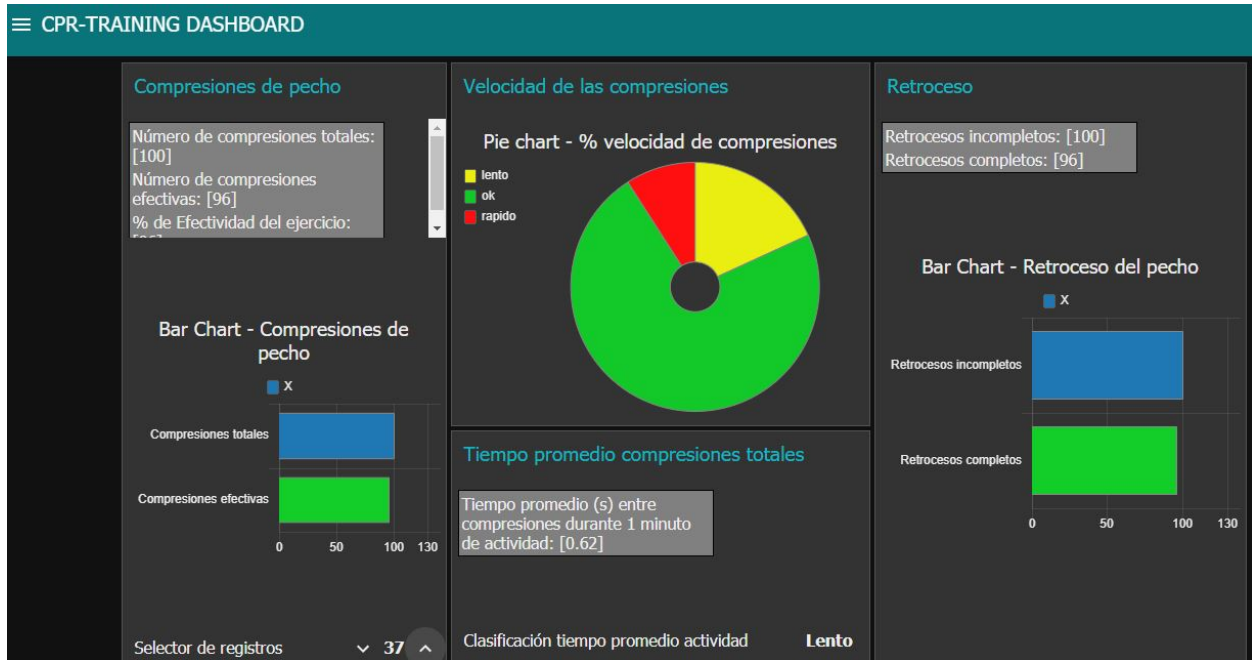 CPR-TRAINING DASHBOARD
Compresiones de pecho
Número de compresiones totales:
[100]
Número de compresiones
efectivas: [96]
% de Efectividad del ejercicio:
Bar Chart - Compresiones de
pecho
X
Compresiones totales
Compresiones efectivas
0 50 100 130
Selector de registros 37
Velocidad de las compresiones
Pie chart - % velocidad de compresiones
lento
ok
rapido
Tiempo promedio compresiones totales
Tiempo promedio (s) entre
compresiones durante 1 minuto
de actividad: [0.62]
Clasificación tiempo promedio actividad Lento
Retroceso
Retrocesos incompletos: [100]
Retrocesos completos: [96]
Bar Chart - Retroceso del pecho
X
Retrocesos incompletos
Retrocesos completos
0 50 100 130